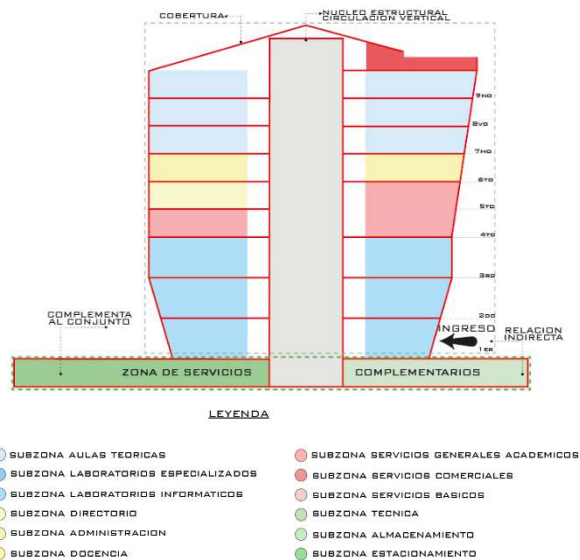 COBERTURA
NUCLEO ESTRUCTURAL
CIRCULACION VERTICAL
9NO
8VO
7MO
6TO
5TO
4TO
3RO
2DO
COMPLEMENTA
AL CONJUNTO
INGRESO
RELACION
INDIRECTA
1ER
ZONA DE SERVICIOS
COMPLEMENTARIOS
LEYENDA
SUBZONA AULAS TEORICAS
SUBZONA LABORATORIOS ESPECIALIZADOS
SUBZONA LABORATORIOS INFORMATICOS
SUBZONA DIRECTORIO
SUBZONA ADMINISTRACION
SUBZONA DOCENCIA
SUBZONA SERVICIOS GENERALES ACADEMICOS
SUBZONA SERVICIOS COMERCIALES
SUBZONA SERVICIOS BASICOS
SUBZONA TECNICA
SUBZONA ALMACENAMIENTO
SUBZONA ESTACIONAMIENTO